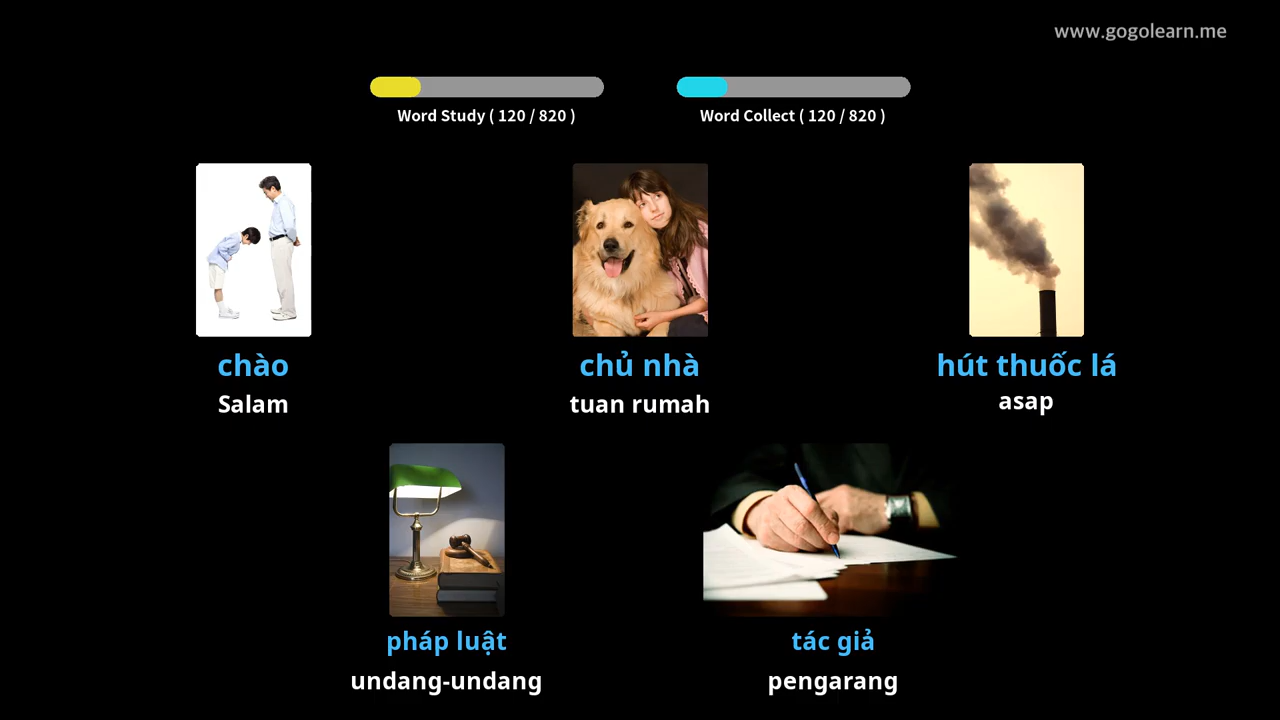 www.gogolearn.me
Word Study ( 120 / 820 )
Word Collect ( 120 / 820 )
chào
Salam
chủ nhà
tuan rumah
hút thuốc lá
asap
pháp luật
undang-undang
tác giả
pengarang